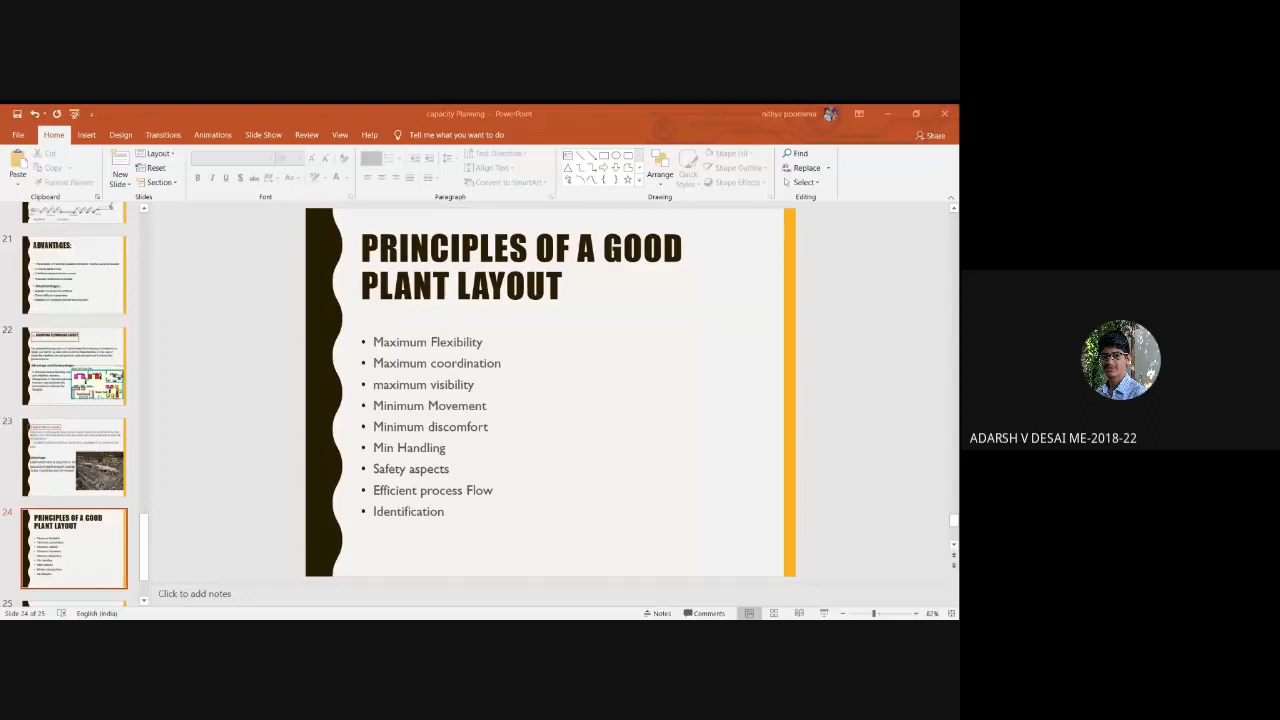 capacity Planning - PowerPoint
nithya poornima
File Home Insert Design Transitions Animations Slide Show Review View Help Tell me what you want to do
Share
Paste
Cut
Copy
Format Painter
Clipboard
New
Slide
Layout
Reset
Section
Slides
Font
Text Direction
Align Text
Convert to SmartArt
Paragraph
Arrange
Quick
Styles
Shape Fill
Shape Outline
Shape Effects
Drawing
Find
Replace
Select
Editing
21
ADVANTAGES:
22
23
24
PRINCIPLES OF A GOOD
PLANT LAYOUT
25
PRINCIPLES OF A GOOD
PLANT LAYOUT
• Maximum Flexibility
• Maximum coordination
• maximum visibility
• Minimum Movement
• Minimum discomfort
• Min Handling
• Safety aspects
• Efficient process Flow
• Identification
Click to add notes
Slide 24 of 25 English (India) Notes Comments 82%
ADARSH V DESAI ME-2018-22